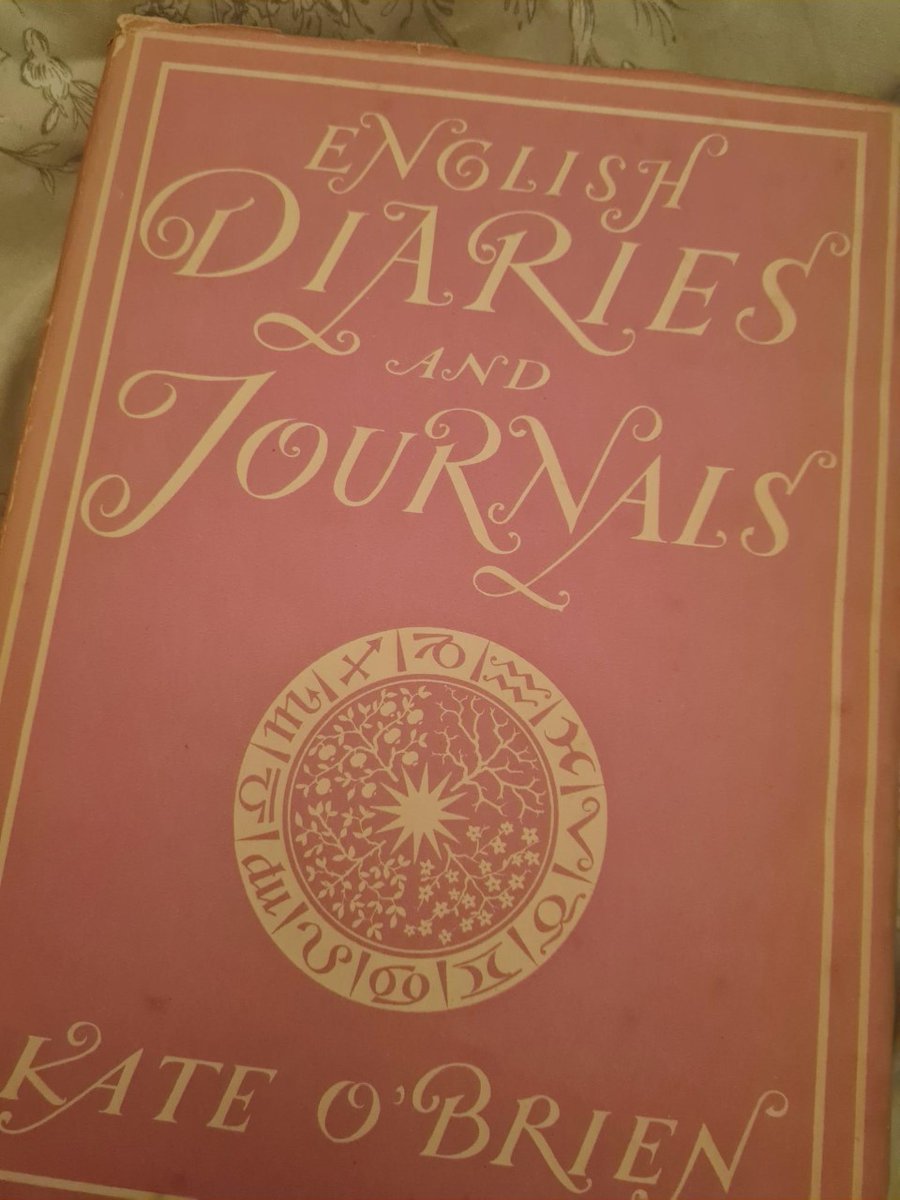 ENGLISH
DIARIES
AND
JOURNALS
KATE O'BRIEN